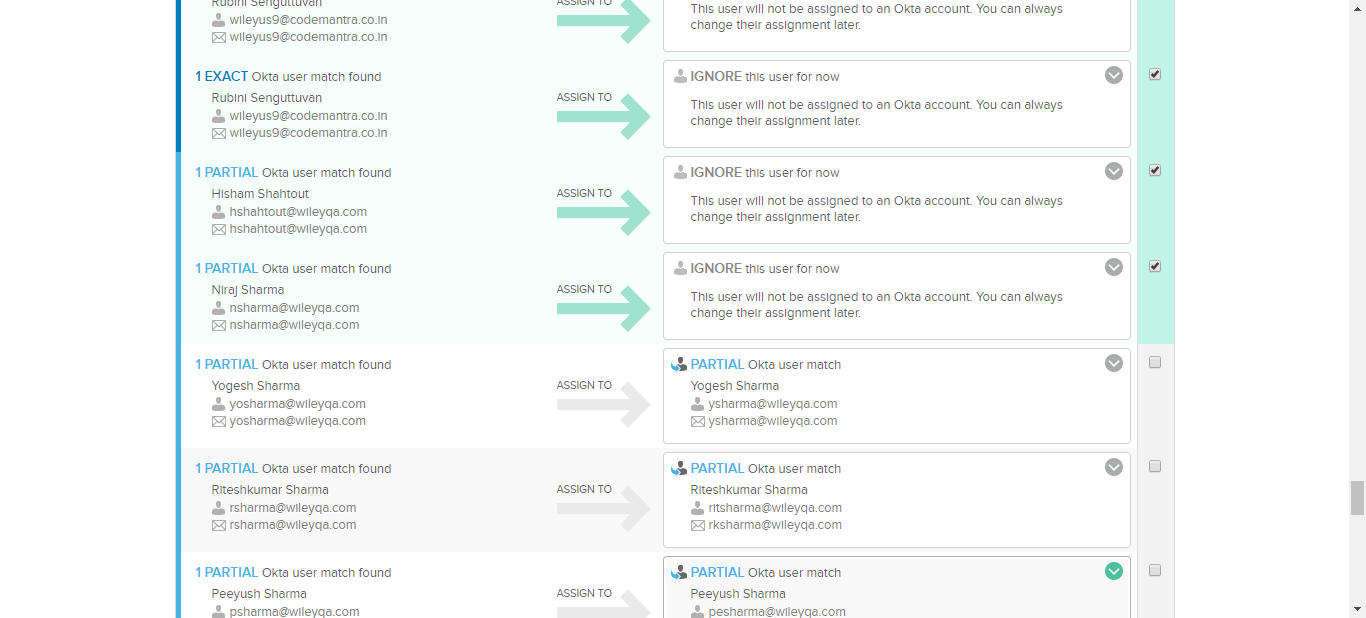 Rubini Senguttuvan
wileyus9@codemantra.co.in
wileyus9@codemantra.co.in
ASSIGN TO
This user will not be assigned to an Okta account. You can always
change their assignment later.
1 EXACT Okta user match found
Rubini Senguttuvan
wileyus9@codemantra.co.in
wileyus9@codemantra.co.in
ASSIGN TO
IGNORE this user for now
This user will not be assigned to an Okta account. You can always
change their assignment later.
1 PARTIAL Okta user match found
Hisham Shahtout
hshahtout@wileyqa.com
hshahtout@wileyqa.com
ASSIGN TO
IGNORE this user for now
This user will not be assigned to an Okta account. You can always
change their assignment later.
1 PARTIAL Okta user match found
Niraj Sharma
nsharma@wileyqa.com
nsharma@wileyqa.com
ASSIGN TO
IGNORE this user for now
This user will not be assigned to an Okta account. You can always
change their assignment later.
1 PARTIAL Okta user match found
Yogesh Sharma
yosharma@wileyqa.com
yosharma@wileyqa.com
ASSIGN TO
PARTIAL Okta user match
Yogesh Sharma
ysharma@wileyqa.com
ysharma@wileyqa.com
1 PARTIAL Okta user match found
Riteshkumar Sharma
rsharma@wileyqa.com
rsharma@wileyqa.com
ASSIGN TO
PARTIAL Okta user match
Riteshkumar Sharma
ritsharma@wileyqa.com
rksharma@wileyqa.com
1 PARTIAL Okta user match found
Peeyush Sharma
psharma@wileyqa.com
ASSIGN TO
PARTIAL Okta user match
Peeyush Sharma
pesharma@wileyqa.com